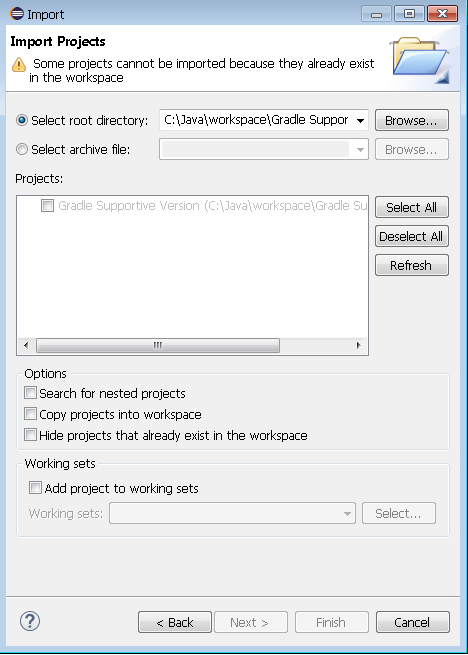 Import
Import Projects
Some projects cannot be imported because they already exist
in the workspace
Select root directory: C:\Java\workspace\Gradle Suppor Browse...
Select archive file: Browse...
Projects:
Gradle Supportive Version (C:\Java\workspace\Gradle Su
Select All
Deselect All
Refresh
Options
Search for nested projects
Copy projects into workspace
Hide projects that already exist in the workspace
Working sets
Add project to working sets
Working sets: Select...
? < Back Next > Finish Cancel